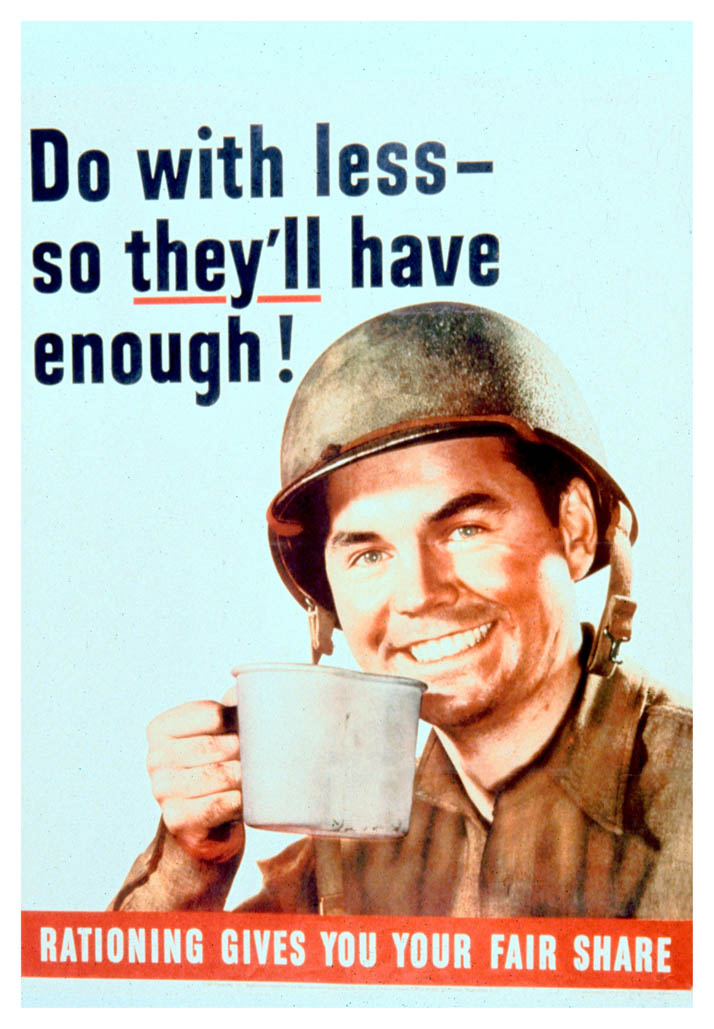 Do with less–
so they'll have
enough!
RATIONING GIVES YOU YOUR FAIR SHARE